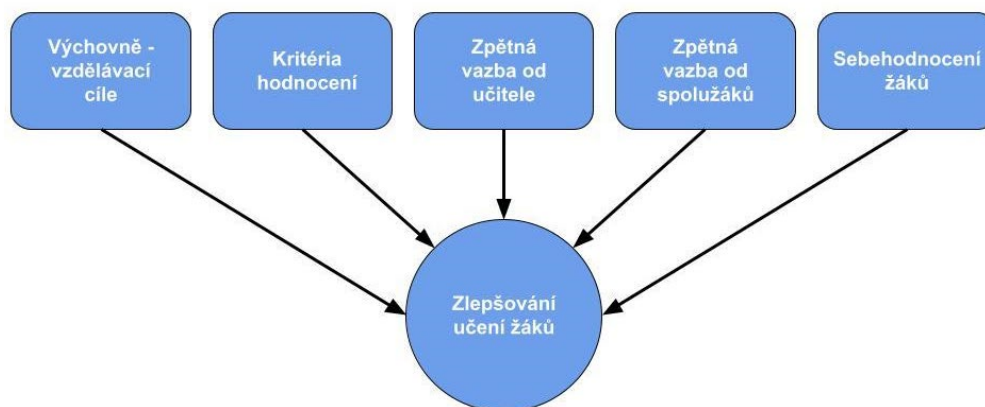 Výchovně -
vzdělávací
cíle
Kritéria
hodnocení
Zpětná
vazba od
učitele
Zpětná
vazba od
spolužáků
Sebehodnocení
žáků
Zlepšování
učení žáků